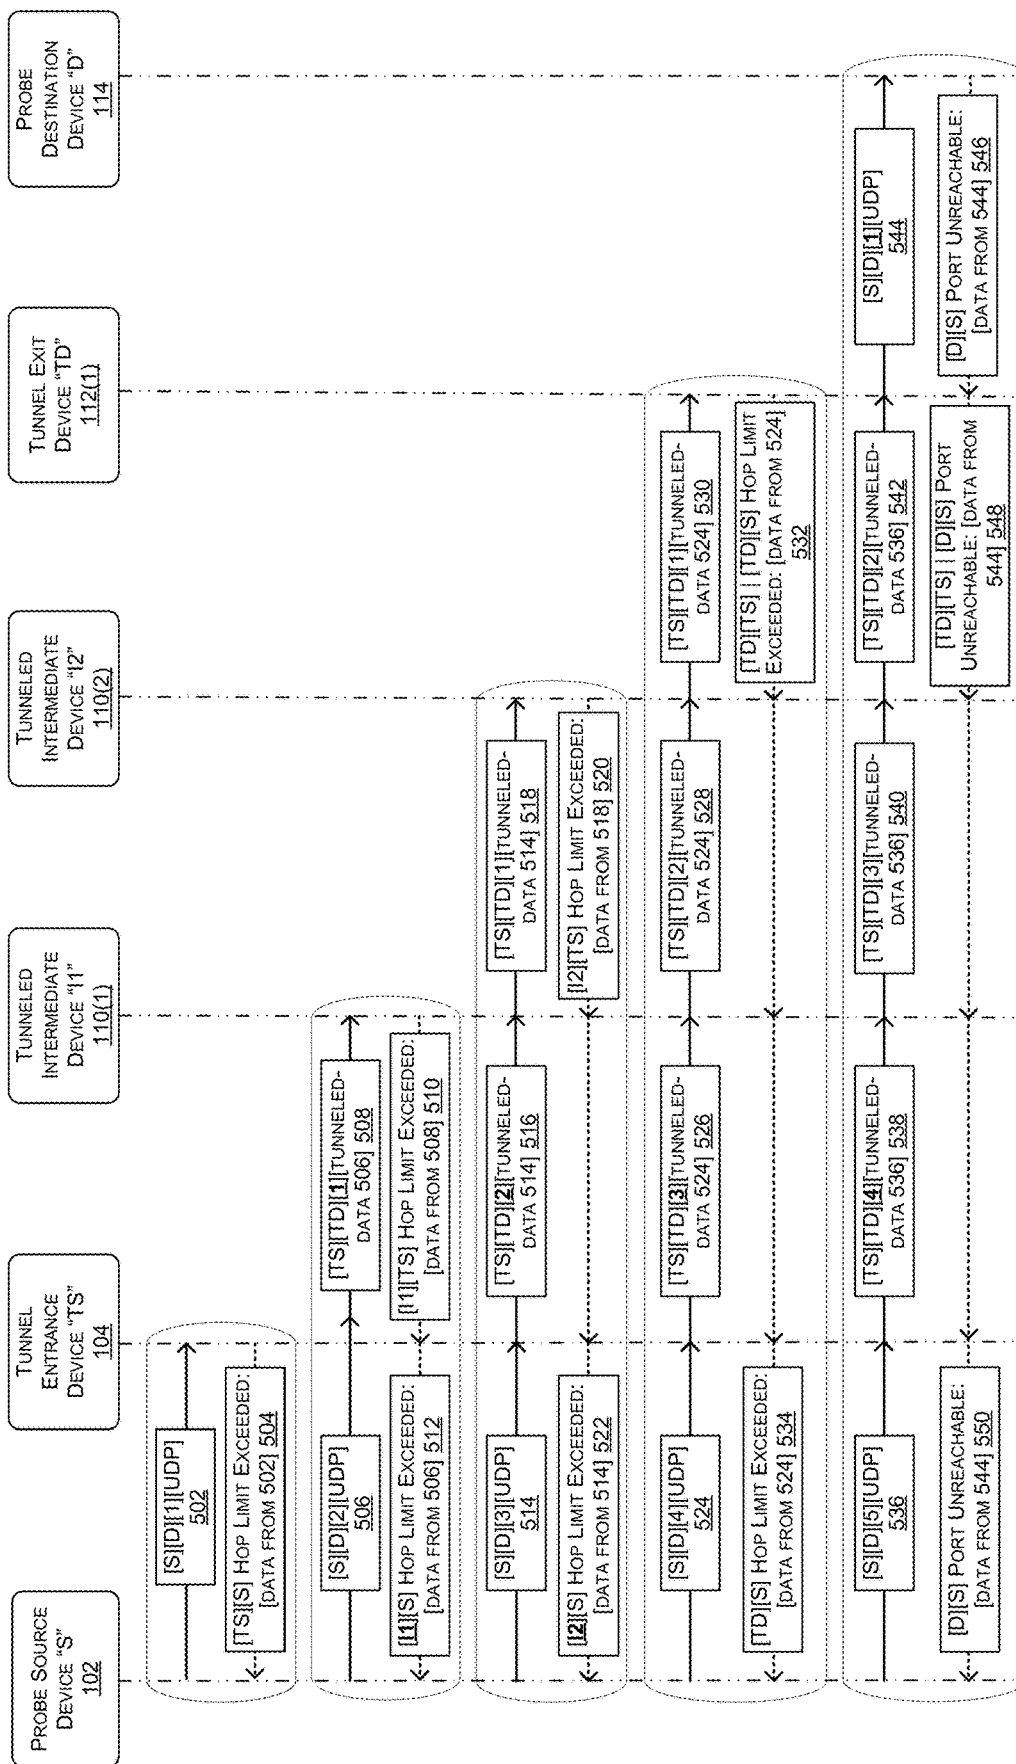 PROBE SOURCE
DEVICE "S"
102
TUNNEL
ENTRANCE
DEVICE "TS"
104
TUNNELED
INTERMEDIATE
DEVICE "I1"
110(1)
TUNNELED
INTERMEDIATE
DEVICE "I2"
110(2)
TUNNEL EXIT
DEVICE "TD"
112(1)
PROBE
DESTINATION
DEVICE "D"
114
[S][D][1][UDP]
502
[TS][S] HOP LIMIT EXCEEDED:
[DATA FROM 502] 504
[S][D][2][UDP]
506
[TS][TD][1][TUNNELED-
DATA 506] 508
[I1][TS] HOP LIMIT EXCEEDED:
[DATA FROM 508] 510
[I1][S] HOP LIMIT EXCEEDED:
[DATA FROM 506] 512
[S][D][3][UDP]
514
[TS][TD][2][TUNNELED-
DATA 514] 516
[TS][TD][1][TUNNELED-
DATA 514] 518
[I2][TS] HOP LIMIT EXCEEDED:
[DATA FROM 518] 520
[I2][S] HOP LIMIT EXCEEDED:
[DATA FROM 514] 522
[S][D][4][UDP]
524
[TS][TD][3][TUNNELED-
DATA 524] 526
[TS][TD][2][TUNNELED-
DATA 524] 528
[TS][TD][1][TUNNELED-
DATA 524] 530
[TD][TS] | [TD][S] HOP LIMIT
EXCEEDED: [DATA FROM 524]
532
[TD][S] HOP LIMIT EXCEEDED:
[DATA FROM 524] 534
[S][D][5][UDP]
536
[TS][TD][4][TUNNELED-
DATA 536] 538
[TS][TD][3][TUNNELED-
DATA 536] 540
[TS][TD][2][TUNNELED-
DATA 536] 542
[S][D][1][UDP]
544
[D][S] PORT UNREACHABLE:
[DATA FROM 544] 546
[TD][TS] | [D][S] PORT
UNREACHABLE: [DATA FROM
544] 548
[D][S] PORT UNREACHABLE:
[DATA FROM 544] 550